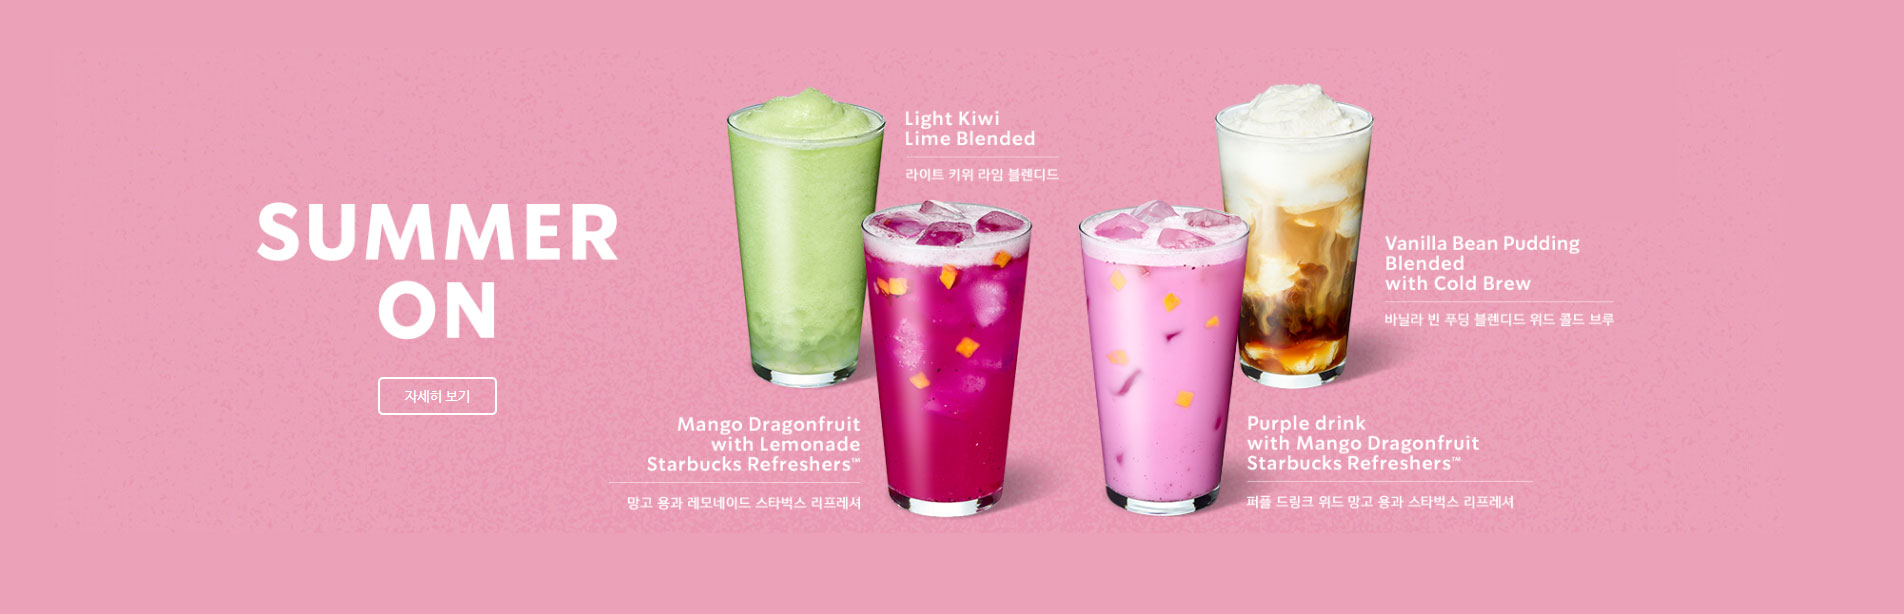 SUMMER
ON
자세히 보기
Light Kiwi
Lime Blended
라이트 키위 라임 블렌디드
Mango Dragonfruit
with Lemonade
Starbucks Refreshers™
망고 용과 레모네이드 스타벅스 리프레셔
Purple drink
with Mango Dragonfruit
Starbucks Refreshers™
퍼플 드링크 위드 망고 용과 스타벅스 리프레셔
Vanilla Bean Pudding
Blended
with Cold Brew
바닐라 빈 푸딩 블렌디드 위드 콜드 브루